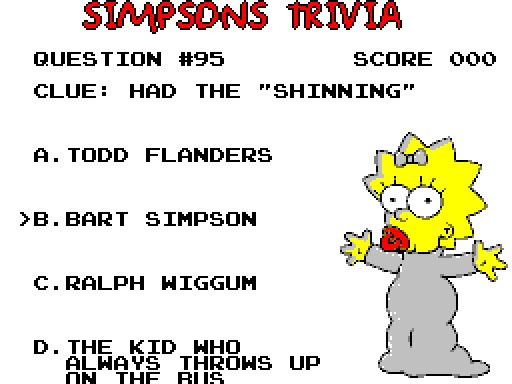 SIMPSONS TRIVIA
QUESTION #95 SCORE 000
CLUE: HAD THE "SHINNING"
A. TODD FLANDERS
>B. BART SIMPSON
C. RALPH WIGGUM
D. THE KID WHO
ALWAYS THROWS UP
ON THE BUS